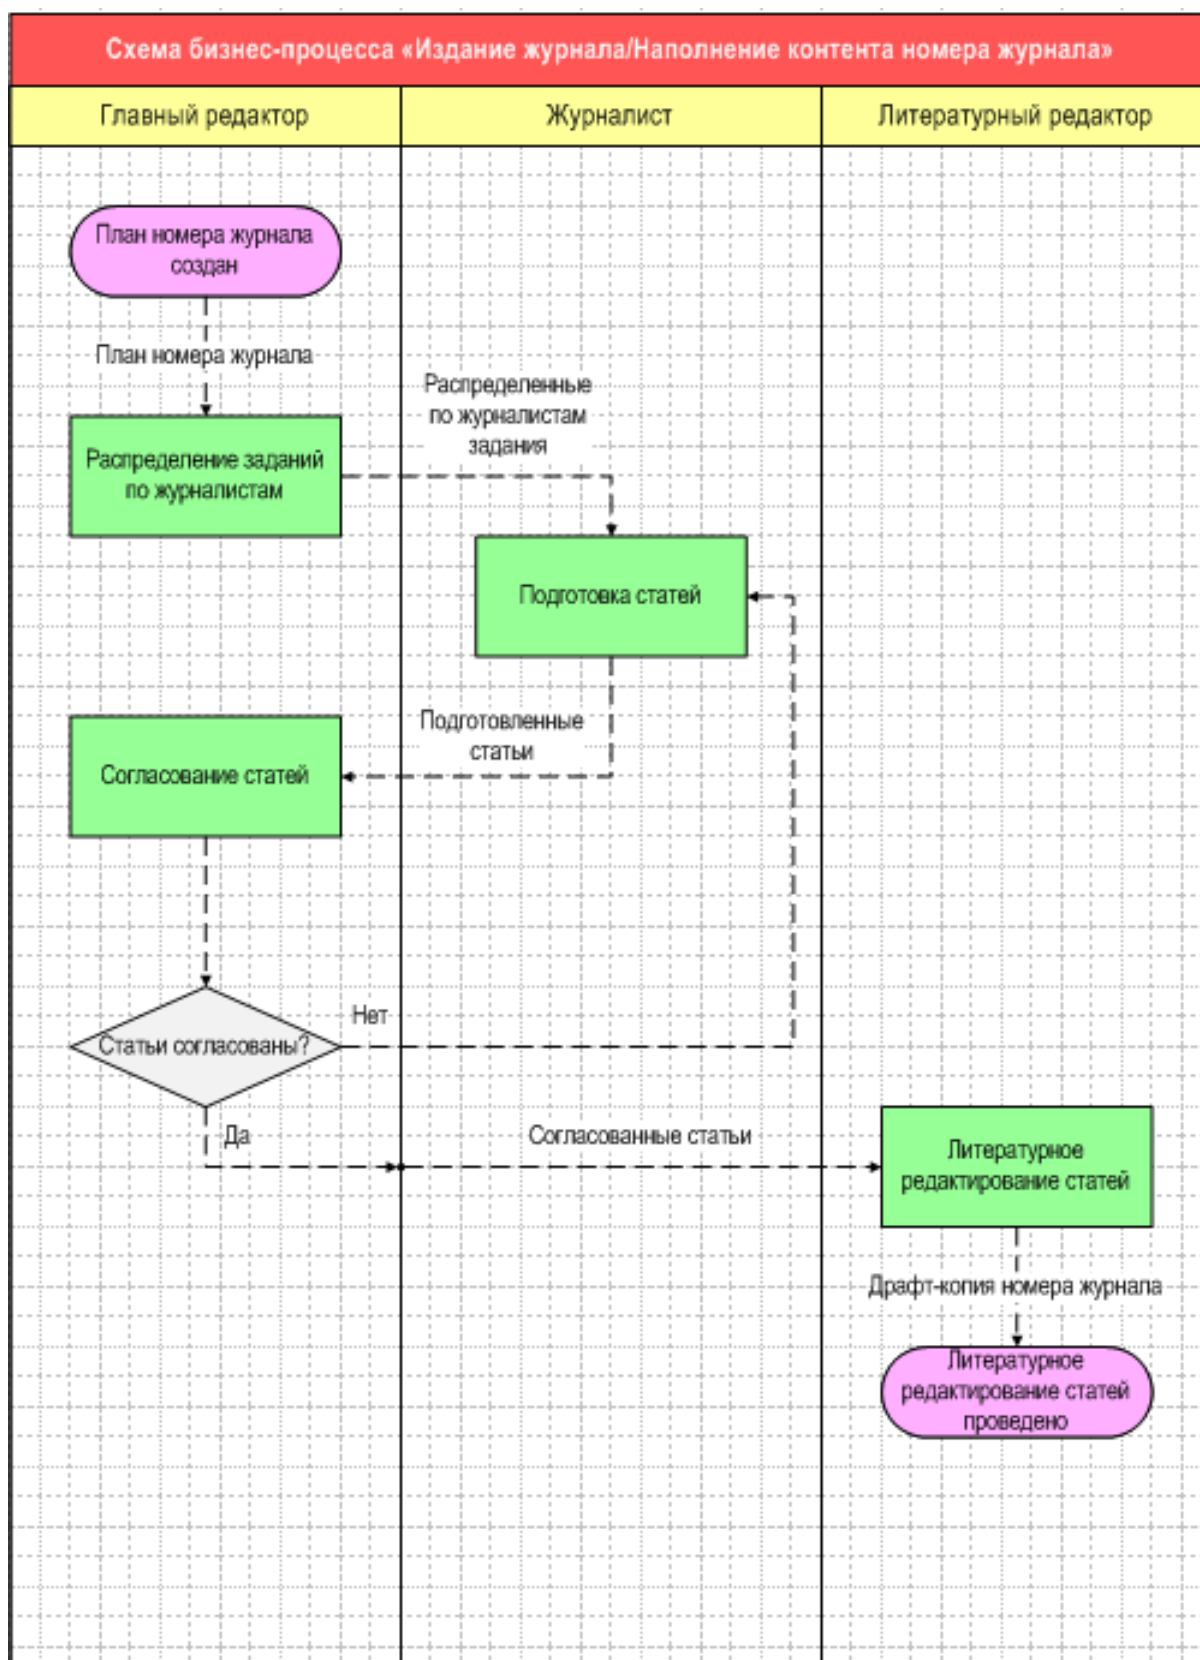 Схема бизнес-процесса «Издание журнала/Наполнение контента номера журнала»
Главный редактор
Журналист
Литературный редактор
План номера журнала
создан
План номера журнала
Распределенные
по журналистам
задания
Распределение заданий
по журналистам
Подготовка статей
Подготовленные
статьи
Согласование статей
Нет
Статьи согласованы?
Да
Согласованные статьи
Литературное
редактирование статей
Драфт-копия номера журнала
Литературное
редактирование статей
проведено